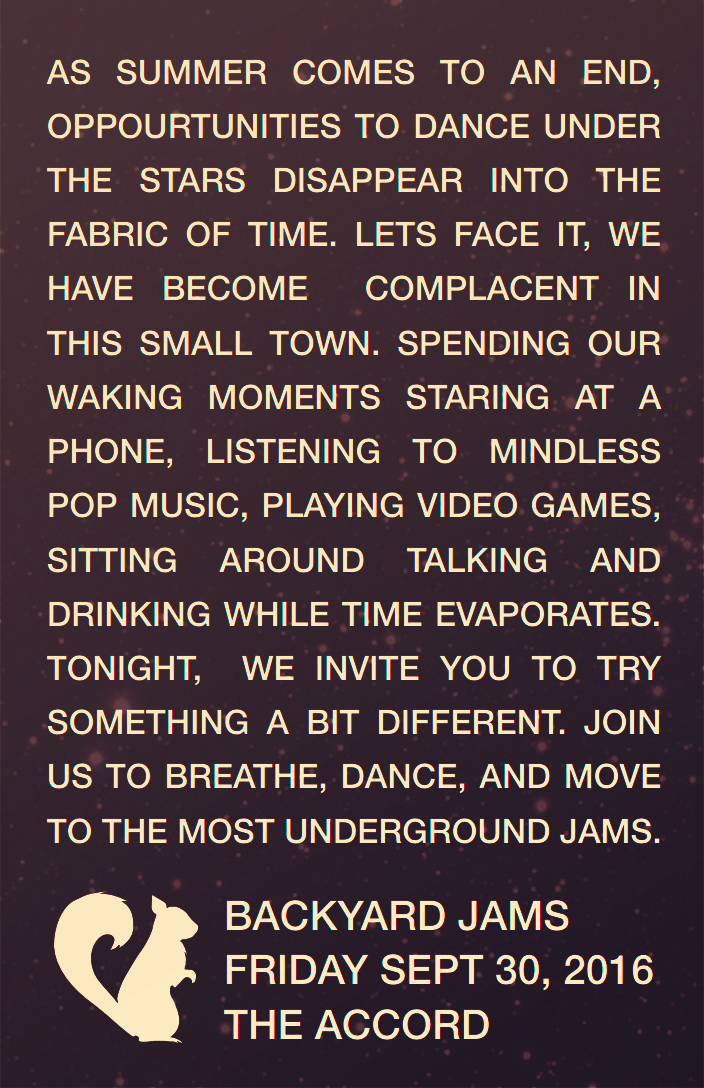 AS SUMMER COMES TO AN END,
OPPOURTUNITIES TO DANCE UNDER
THE STARS DISAPPEAR INTO THE
FABRIC OF TIME. LETS FACE IT, WE
HAVE BECOME COMPLACENT IN
THIS SMALL TOWN. SPENDING OUR
WAKING MOMENTS STARING AT A
PHONE, LISTENING TO MINDLESS
POP MUSIC, PLAYING VIDEO GAMES,
SITTING AROUND TALKING AND
DRINKING WHILE TIME EVAPORATES.
TONIGHT, WE INVITE YOU TO TRY
SOMETHING A BIT DIFFERENT. JOIN
US TO BREATHE, DANCE, AND MOVE
TO THE MOST UNDERGROUND JAMS.
BACKYARD JAMS
FRIDAY SEPT 30, 2016
THE ACCORD